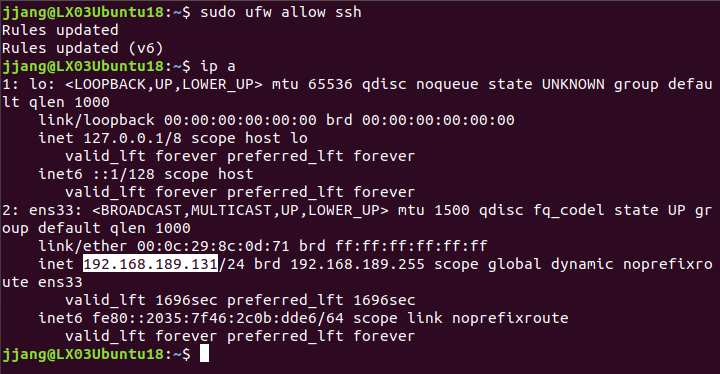 jjang@LX03Ubuntu18:~$ sudo ufw allow ssh
Rules updated
Rules updated (v6)
jjang@LX03Ubuntu18:~$ ip a
1: lo: <LOOPBACK,UP,LOWER_UP> mtu 65536 qdisc noqueue state UNKNOWN group defau
lt qlen 1000
    link/loopback 00:00:00:00:00:00 brd 00:00:00:00:00:00
    inet 127.0.0.1/8 scope host lo
       valid_lft forever preferred_lft forever
    inet6 ::1/128 scope host
       valid_lft forever preferred_lft forever
2: ens33: <BROADCAST,MULTICAST,UP,LOWER_UP> mtu 1500 qdisc fq_codel state UP gr
oup default qlen 1000
    link/ether 00:0c:29:8c:0d:71 brd ff:ff:ff:ff:ff:ff
    inet 192.168.189.131/24 brd 192.168.189.255 scope global dynamic noprefixro
ute ens33
       valid_lft 1696sec preferred_lft 1696sec
    inet6 fe80::2035:7f46:2c0b:dde6/64 scope link noprefixroute
       valid_lft forever preferred_lft forever
jjang@LX03Ubuntu18:~$